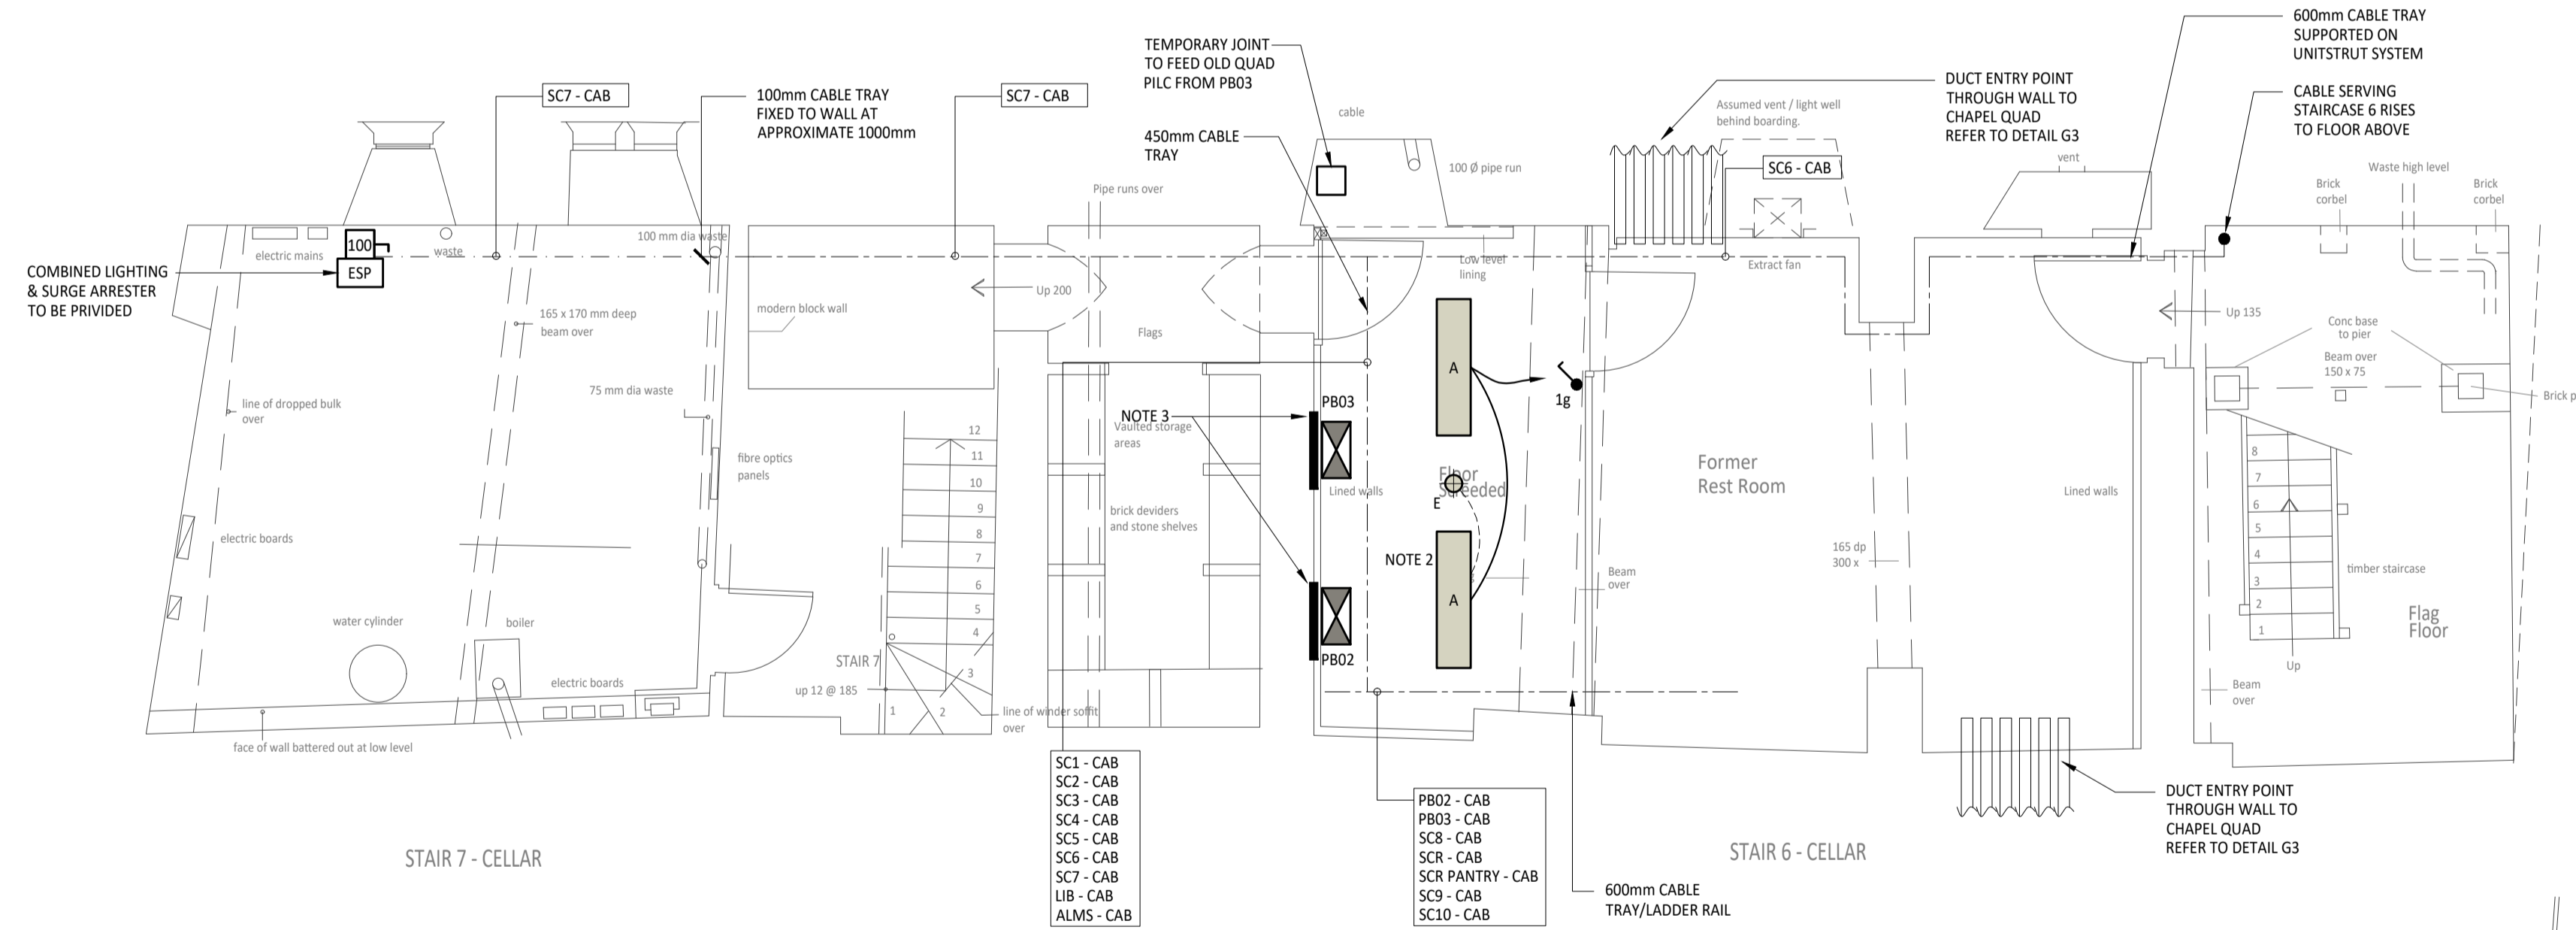 TEMPORARY JOINT
TO FEED OLD QUAD
PILC FROM PB03
600mm CABLE TRAY
SUPPORTED ON
UNITSTRUT SYSTEM
SC7 - CAB
100mm CABLE TRAY
FIXED TO WALL AT
APPROXIMATE 1000mm
SC7 - CAB
450mm CABLE
TRAY
cable
100 Ø pipe run
DUCT ENTRY POINT
THROUGH WALL TO
CHAPEL QUAD
REFER TO DETAIL G3
Assumed vent / light well
behind boarding.
SC6 - CAB
CABLE SERVING
STAIRCASE 6 RISES
TO FLOOR ABOVE
vent
Waste high level
Brick
corbel
Brick
corbel
Pipe runs over
COMBINED LIGHTING
& SURGE ARRESTER
TO BE PRIVIDED
100
ESP
electric mains
waste
100 mm dia waste
165 x 170 mm deep
beam over
75 mm dia waste
line of dropped bulk
over
electric boards
fibre optics
panels
water cylinder
boiler
electric boards
face of wall battered out at low level
modern block wall
Up 200
Flags
12
11
10
9
8
7
6
5
4
3
2
1
STAIR 7
up 12 @ 185
line of winder soffit
over
NOTE 3
Vaulted storage
areas
brick deviders
and stone shelves
Low level
lining
PB03
PB02
Lined walls
A
Floor
Screeded
E
NOTE 2
A
1g
Beam
over
Extract fan
Former
Rest Room
165 dp
300 x
Lined walls
Up 135
Conc base
to pier
Beam over
150 x 75
Brick p
8
7
6
5
4
3
2
1
Up
timber staircase
Flag
Floor
Beam
over
SC1 - CAB
SC2 - CAB
SC3 - CAB
SC4 - CAB
SC5 - CAB
SC6 - CAB
SC7 - CAB
LIB - CAB
ALMS - CAB
PB02 - CAB
PB03 - CAB
SC8 - CAB
SCR - CAB
SCR PANTRY - CAB
SC9 - CAB
SC10 - CAB
600mm CABLE
TRAY/LADDER RAIL
DUCT ENTRY POINT
THROUGH WALL TO
CHAPEL QUAD
REFER TO DETAIL G3
STAIR 7 - CELLAR
STAIR 6 - CELLAR